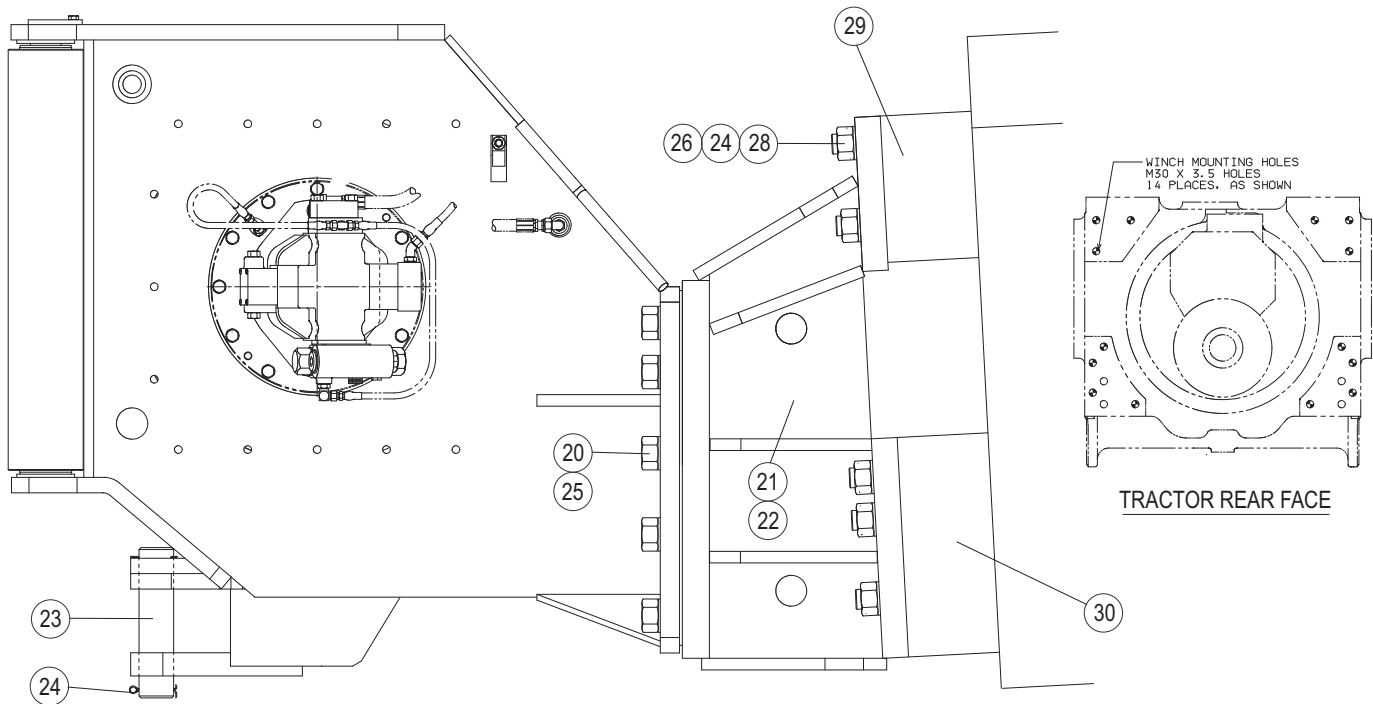 29
26 24 28
WINCH MOUNTING HOLES
M30 X 3.5 HOLES
14 PLACES. AS SHOWN
20
25
21
22
TRACTOR REAR FACE
23
30
24